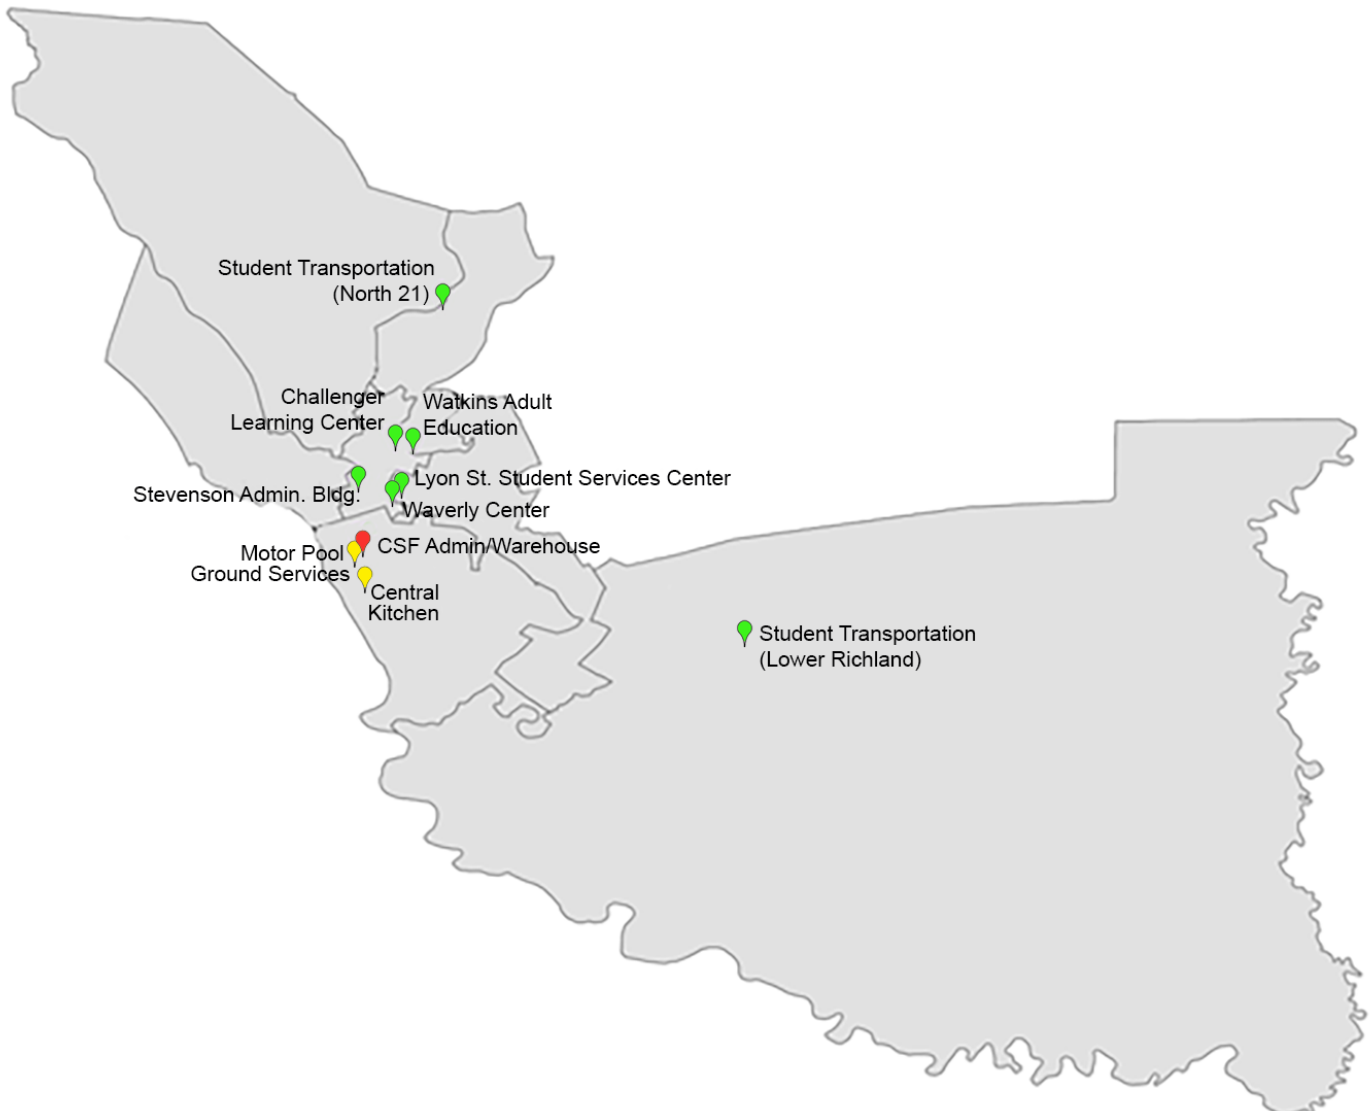 Student Transportation
(North 21)
Challenger
Learning Center
Watkins Adult
Education
Stevenson Admin. Bldg.
Lyon St. Student Services Center
Waverly Center
Motor Pool
Ground Services
CSF Admin/Warehouse
Central
Kitchen
Student Transportation
(Lower Richland)